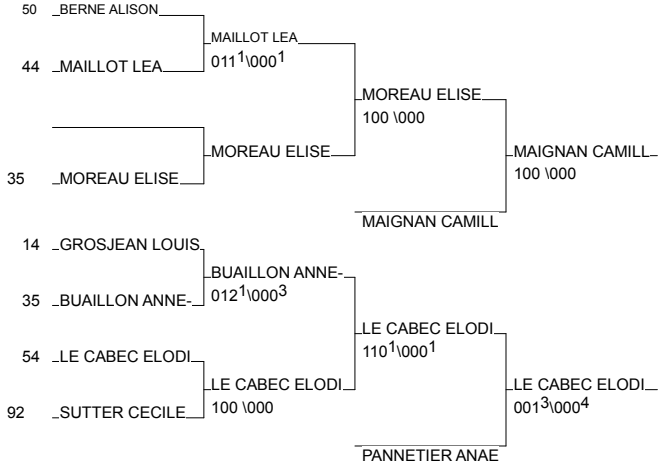 50 BERNE ALISON
MAILLOT LEA
011¹\000¹
44 MAILLOT LEA
MOREAU ELISE
100 \000
MOREAU ELISE
MAIGNAN CAMILL
100 \000
35 MOREAU ELISE
MAIGNAN CAMILL
14 GROSJEAN LOUIS
BUAILLON ANNE-
012¹\000³
35 BUAILLON ANNE-
LE CABEC ELODI
110¹\000¹
54 LE CABEC ELODI
LE CABEC ELODI
100 \000
LE CABEC ELODI
001³\000⁴
92 SUTTER CECILE
PANNETIER ANAE